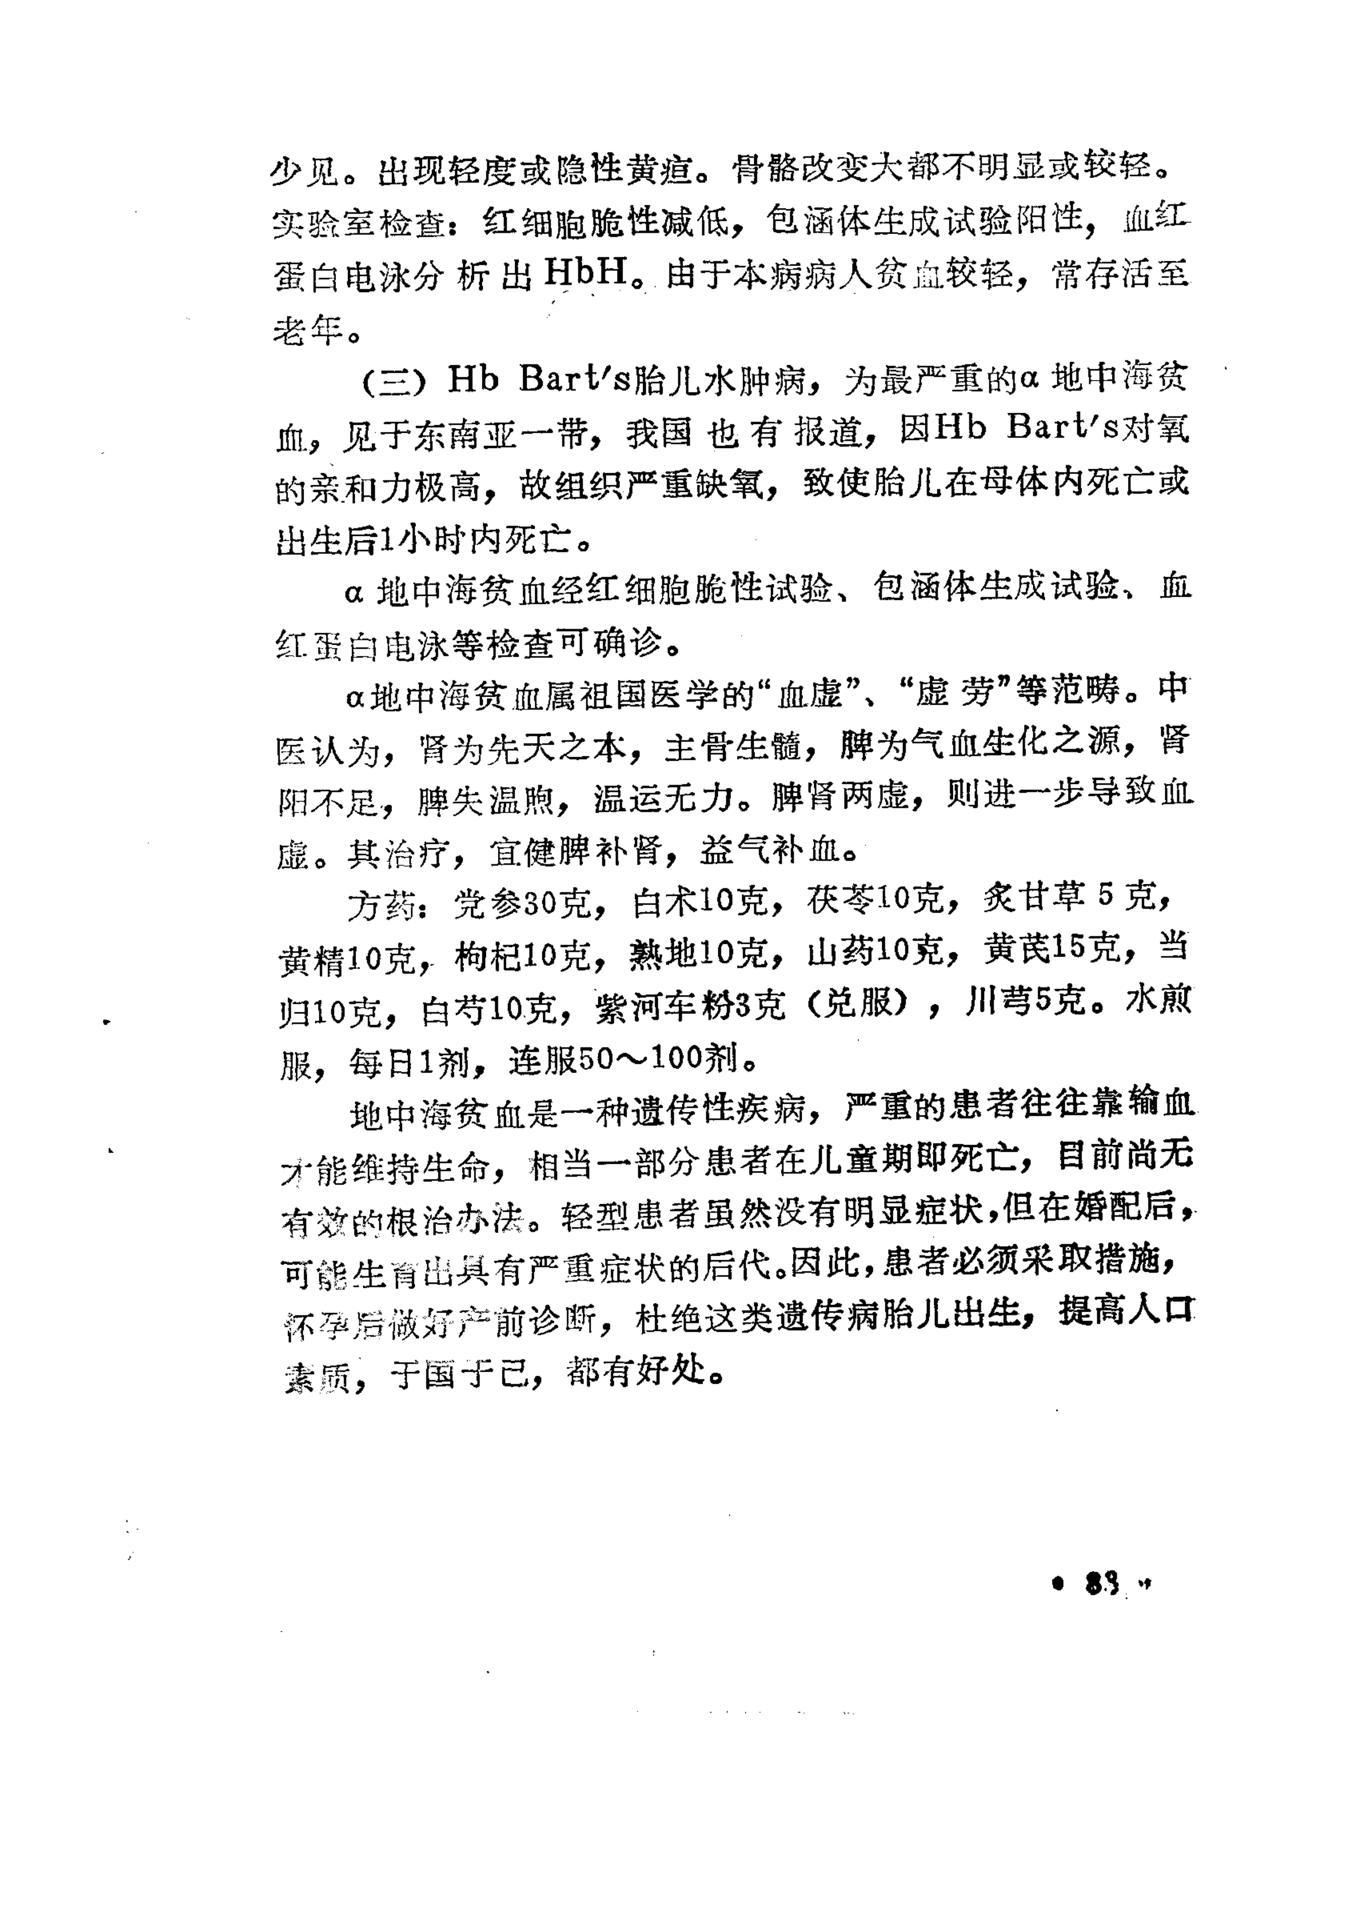 少见。出现轻度或隐性黄疸。骨骼改变大都不明显或较轻。
实验室检查：红细胞脆性减低，包涵体生成试验阳性，血红
蛋白电泳分析出HbH。由于本病病人贫血较轻，常存活至
老年。
（三）Hb Bart's胎儿水肿病，为最严重的α地中海贫
血，见于东南亚一带，我国也有报道，因Hb Bart's对氧
的亲和力极高，故组织严重缺氧，致使胎儿在母体内死亡或
出生后1小时内死亡。
α地中海贫血经红细胞脆性试验、包涵体生成试验、血
红蛋白电泳等检查可确诊。
α地中海贫血属祖国医学的“血虚”、“虚劳”等范畴。中
医认为，肾为先天之本，主骨生髓，脾为气血生化之源，肾
阳不足，脾失温煦，温运无力。脾肾两虚，则进一步导致血
虚。其治疗，宜健脾补肾，益气补血。
方药：党参30克，白术10克，茯苓10克，炙甘草5克，
黄精10克，枸杞10克，熟地10克，山药10克，黄芪15克，当
归10克，白芍10克，紫河车粉3克（兑服），川芎5克。水煎
服，每日1剂，连服50～100剂。
地中海贫血是一种遗传性疾病，严重的患者往往靠输血
才能维持生命，相当一部分患者在儿童期即死亡，目前尚无
有效的根治办法。轻型患者虽然没有明显症状，但在婚配后，
可能生育出具有严重症状的后代。因此，患者必须采取措施，
怀孕后做好产前诊断，杜绝这类遗传病胎儿出生，提高人口
素质，于国于己，都有好处。
• 83 •